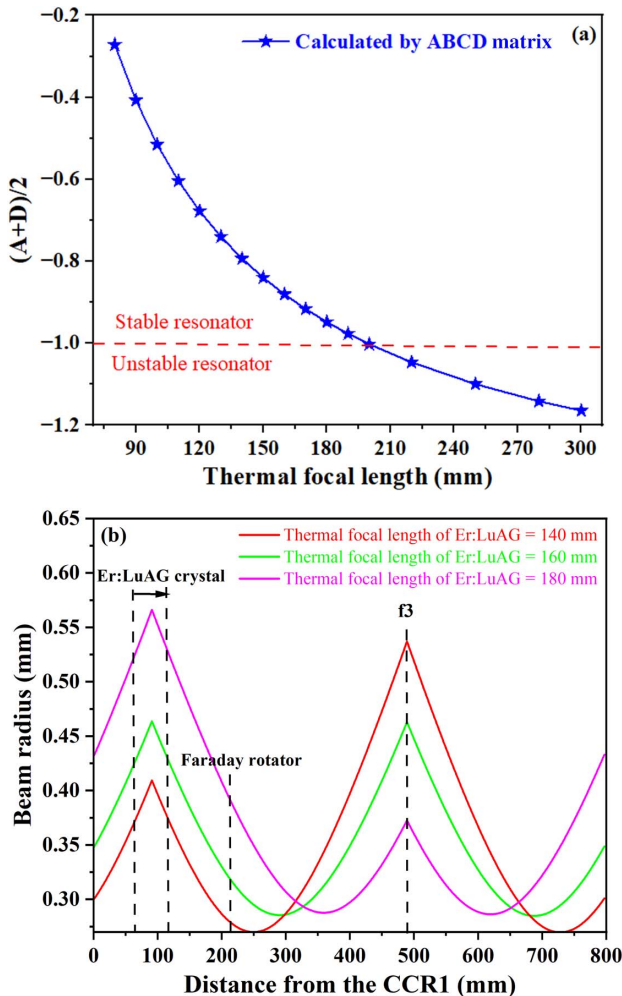 −0.2
Calculated by ABCD matrix
(a)
−0.4
−0.6
(A+D)/2
−0.8
Stable resonator
−1.0
Unstable resonator
−1.2
90 120 150 180 210 240 270 300
Thermal focal length (mm)
0.65
(b)
Thermal focal length of Er:LuAG = 140 mm
0.60
Thermal focal length of Er:LuAG = 160 mm
Er:LuAG crystal
Thermal focal length of Er:LuAG = 180 mm
0.55
f3
0.50
Beam radius (mm)
0.45
Faraday rotator
0.40
0.35
0.30
0 100 200 300 400 500 600 700 800
Distance from the CCR1 (mm)